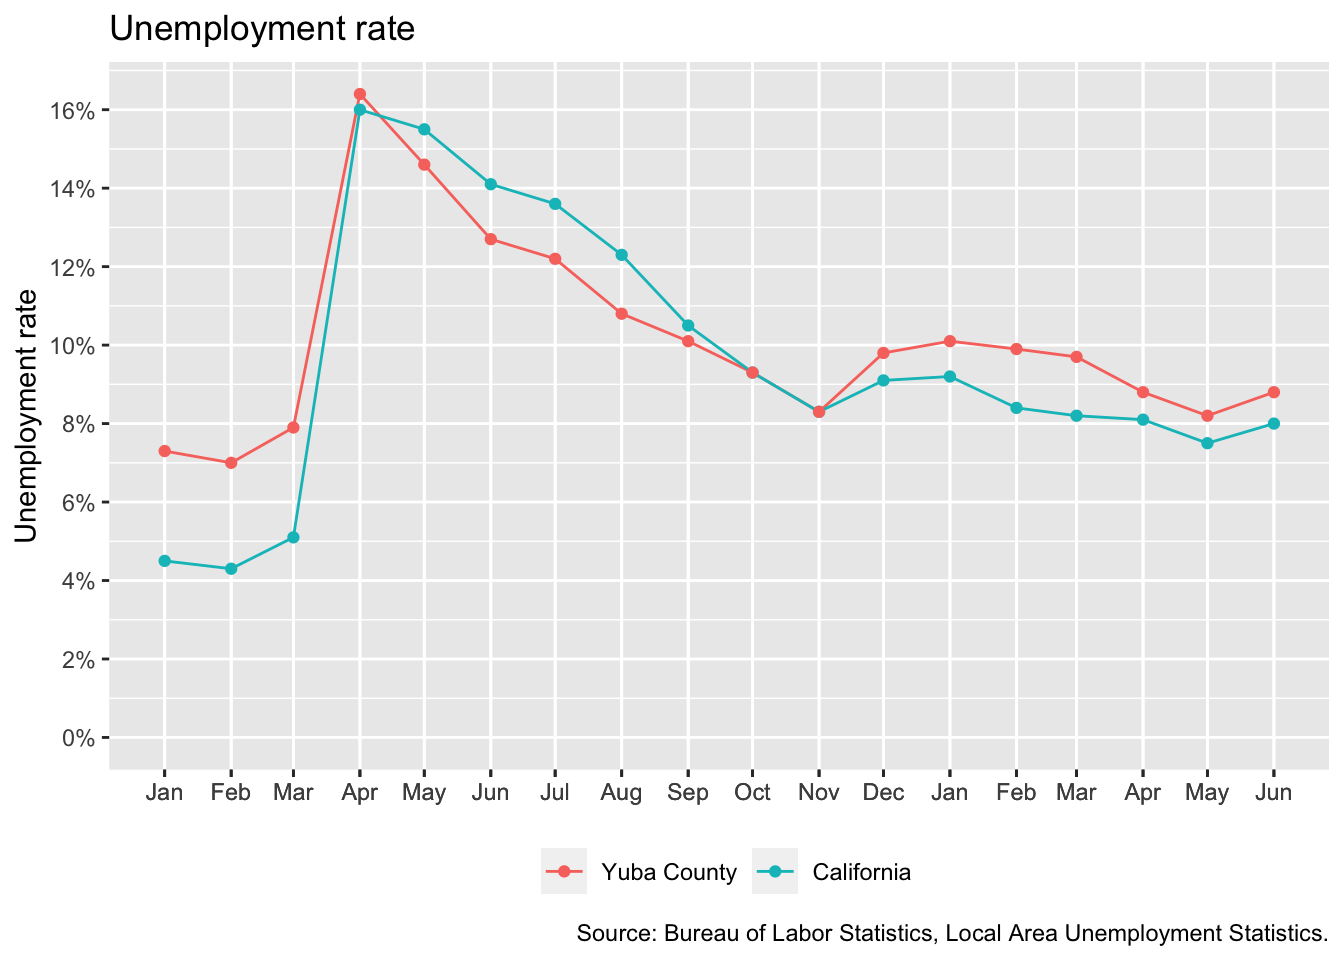 Unemployment rate
Unemployment rate
16%
14%
12%
10%
8%
6%
4%
2%
0%
Jan Feb Mar Apr May Jun Jul Aug Sep Oct Nov Dec Jan Feb Mar Apr May Jun
Yuba County California
Source: Bureau of Labor Statistics, Local Area Unemployment Statistics.